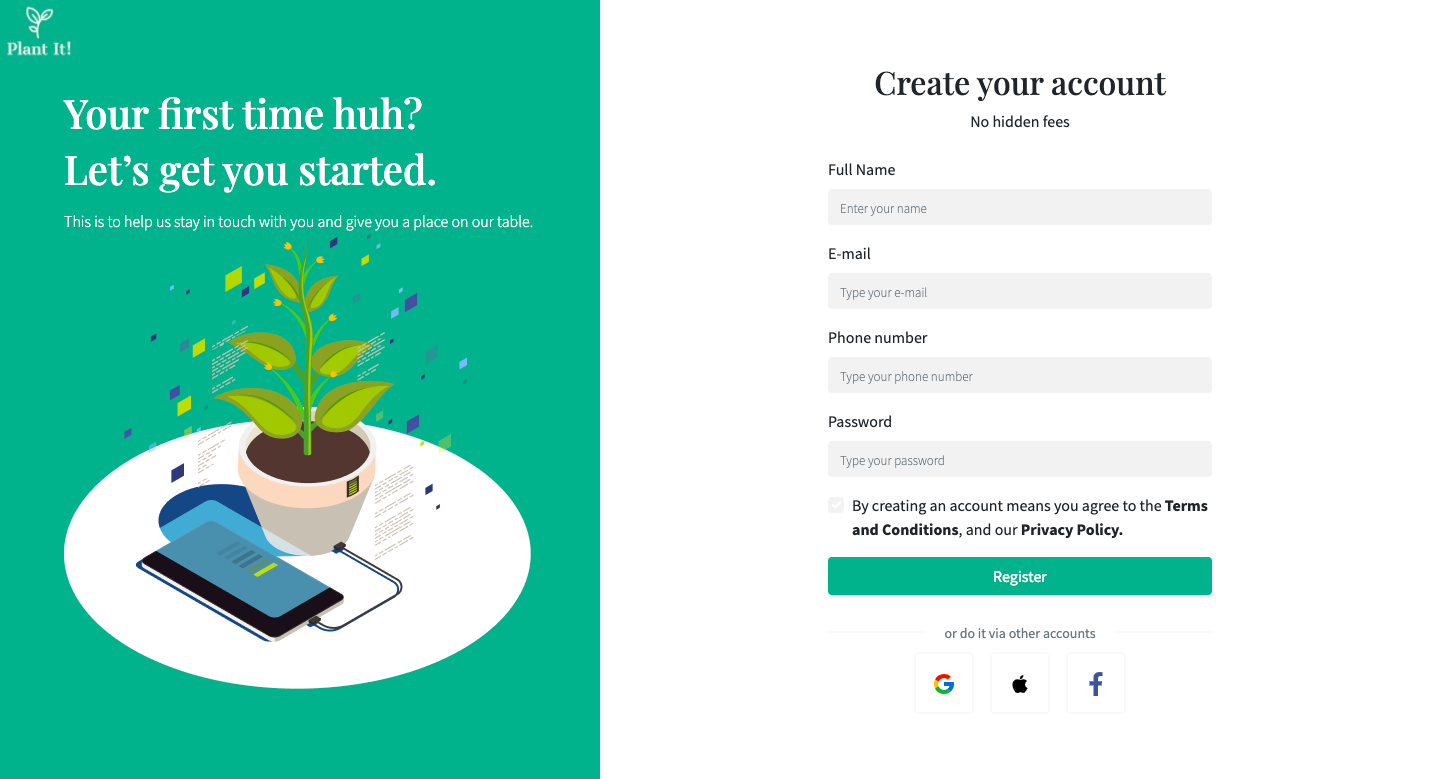 Plant It!
Your first time huh?
Let’s get you started.
This is to help us stay in touch with you and give you a place on our table.
Create your account
No hidden fees
Full Name
Enter your name
E-mail
Type your e-mail
Phone number
Type your phone number
Password
Type your password
By creating an account means you agree to the Terms
and Conditions, and our Privacy Policy.
Register
or do it via other accounts